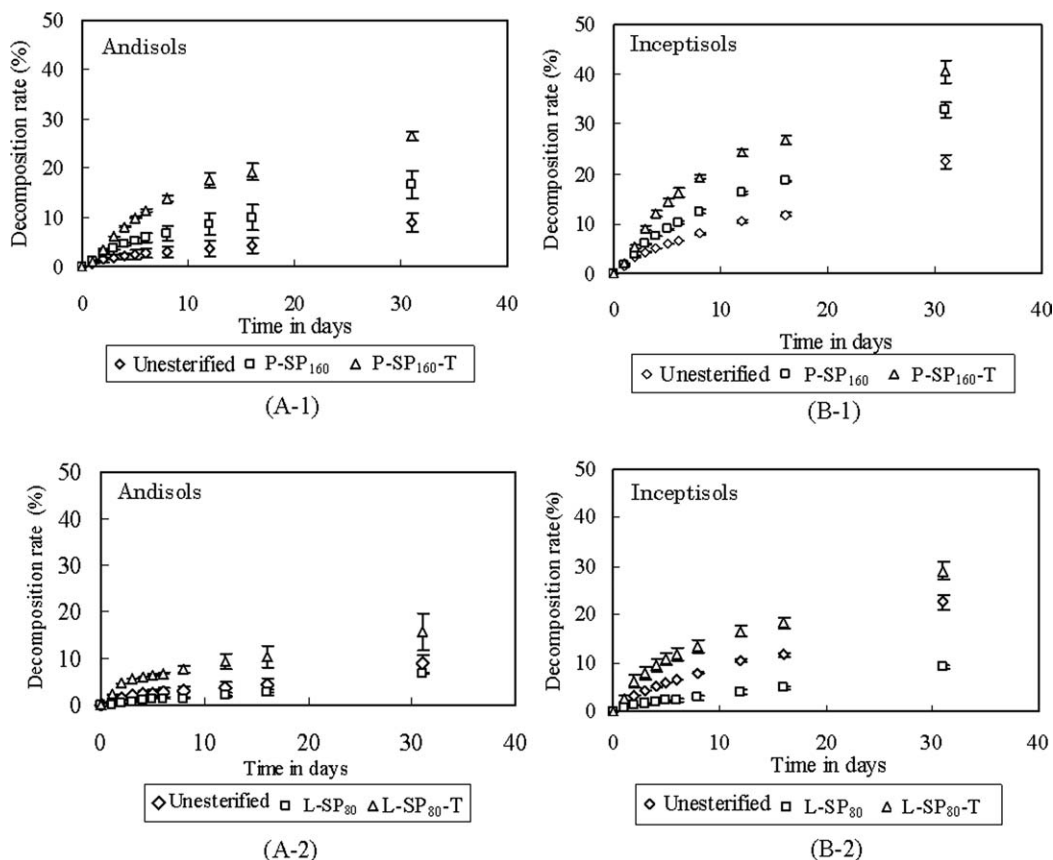 50
40
30
20
10
0
Decomposition rate (%)
Andisols
0 10 20 30 40
Time in days
Unesterified P-SP160 P-SP160-T
(A-1)
50
40
30
20
10
0
Decomposition rate (%)
Inceptisols
0 10 20 30 40
Time in days
Unesterified P-SP160 P-SP160-T
(B-1)
50
40
30
20
10
0
Decomposition rate (%)
Andisols
0 10 20 30 40
Time in days
Unesterified L-SP80 L-SP80-T
(A-2)
50
40
30
20
10
0
Decomposition rate(%)
Inceptisols
0 10 20 30 40
Time in days
Unesterified L-SP80 L-SP80-T
(B-2)